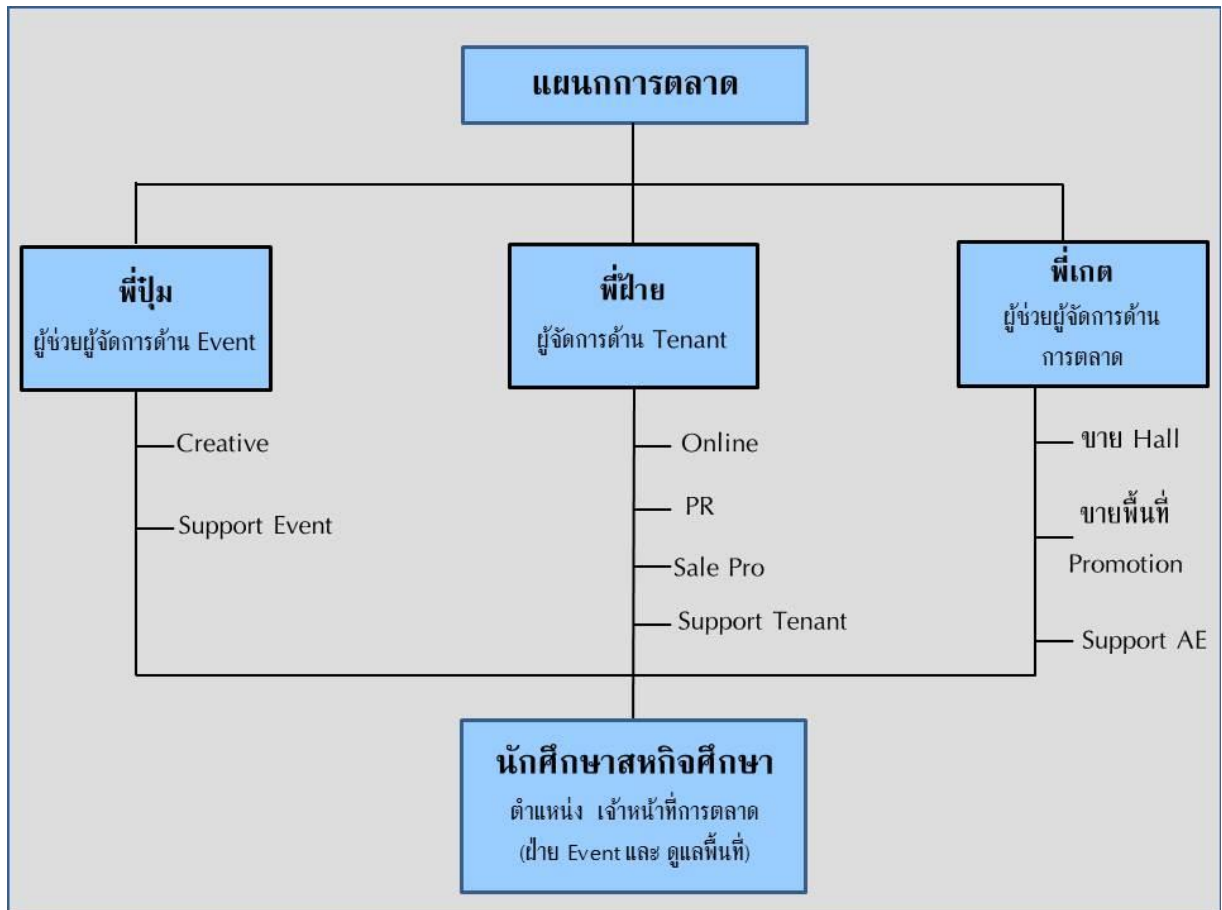 แผนกการตลาด
พี่ปุ้ม
ผู้ช่วยผู้จัดการด้าน Event
Creative
Support Event
พี่ฝ้าย
ผู้จัดการด้าน Tenant
Online
PR
Sale Pro
Support Tenant
พี่เกต
ผู้ช่วยผู้จัดการด้าน
การตลาด
ขาย Hall
ขายพื้นที่
Promotion
Support AE
นักศึกษาสหกิจศึกษา
ตำแหน่ง เจ้าหน้าที่การตลาด
(ฝ่าย Event และ ดูแลพื้นที่)